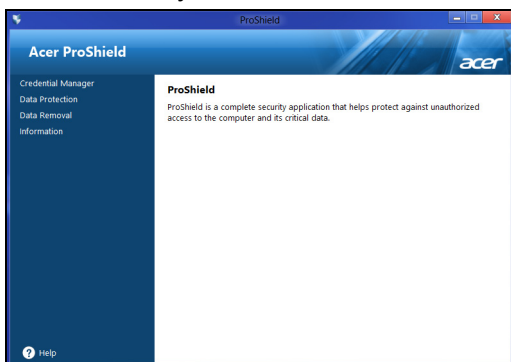 ProShield
Acer ProShield
acer
Credential Manager
Data Protection
Data Removal
Information
ProShield
ProShield is a complete security application that helps protect against unauthorized
access to the computer and its critical data.
? Help